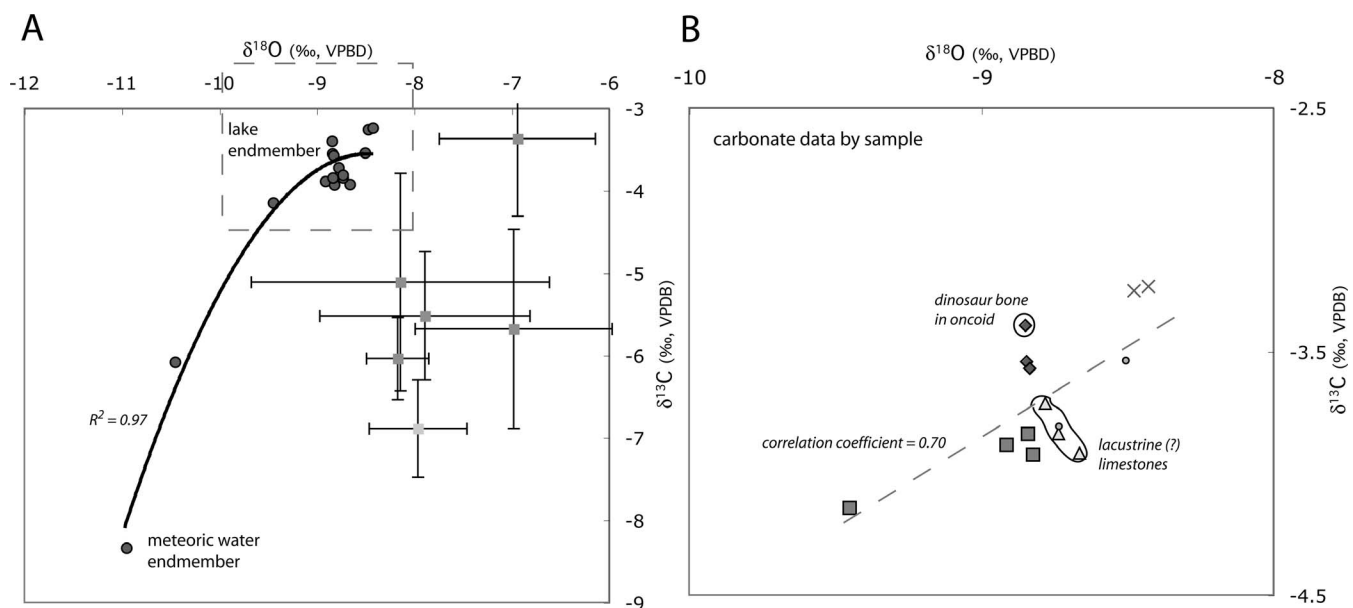 A
δ18O (‰, VPBD)
-12
-11
-10
-9
-8
-7
-6
-3
-4
-5
-6
-7
-8
-9
δ13C (‰, VPDB)
lake
endmember
R2 = 0.97
meteoric water
endmember
B
δ18O (‰, VPBD)
-10
-9
-8
-2.5
-3.5
-4.5
δ13C (‰, VPDB)
carbonate data by sample
dinosaur bone
in oncoid
correlation coefficient = 0.70
lacustrine (?)
limestones